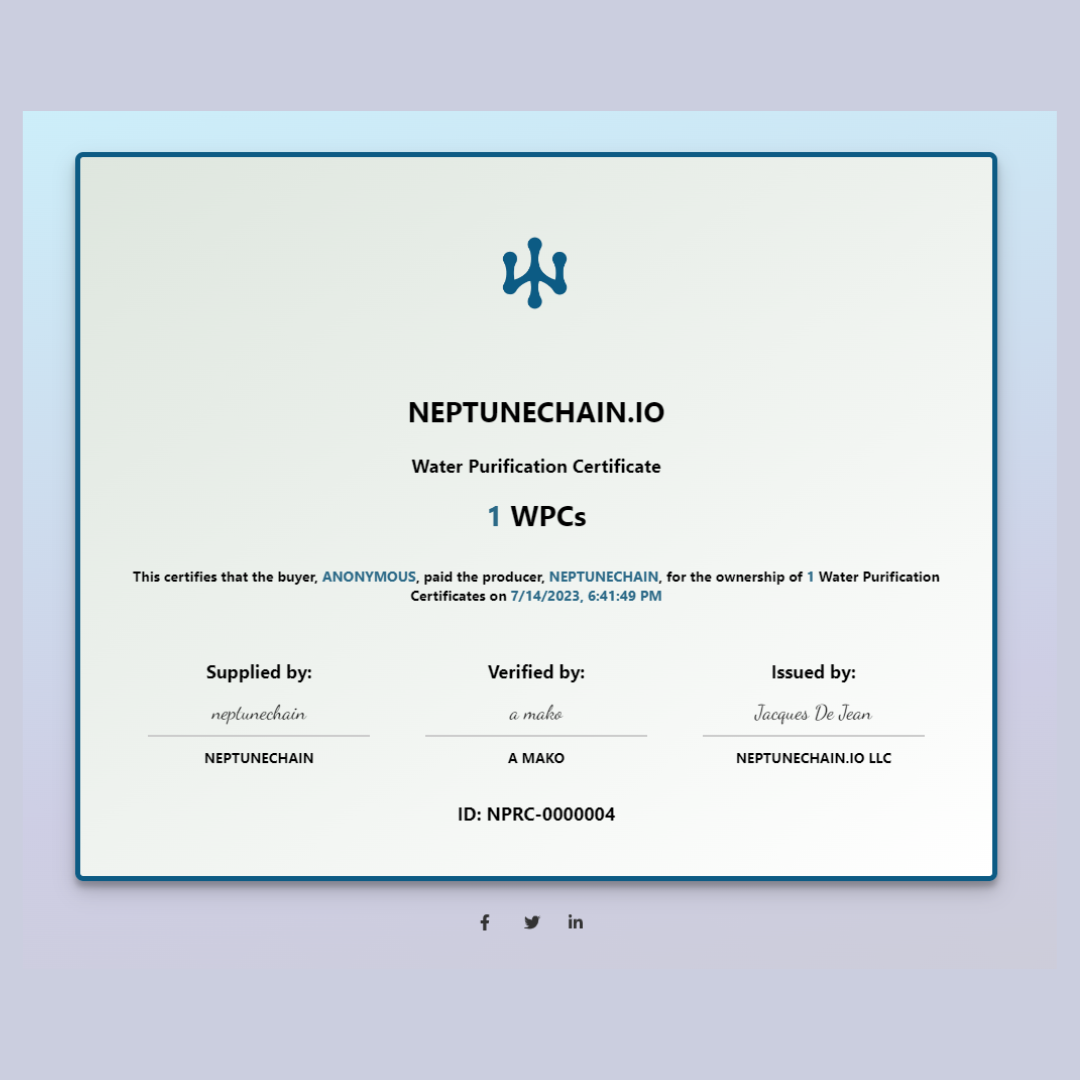 NEPTUNECHAIN.IO
Water Purification Certificate
1 WPCs
This certifies that the buyer, ANONYMOUS, paid the producer, NEPTUNECHAIN, for the ownership of 1 Water Purification
Certificates on 7/14/2023, 6:41:49 PM
Supplied by: Verified by: Issued by:
neptunechain a mako Jacques De Jean
NEPTUNECHAIN A MAKO NEPTUNECHAIN.IO LLC
ID: NPRC-0000004